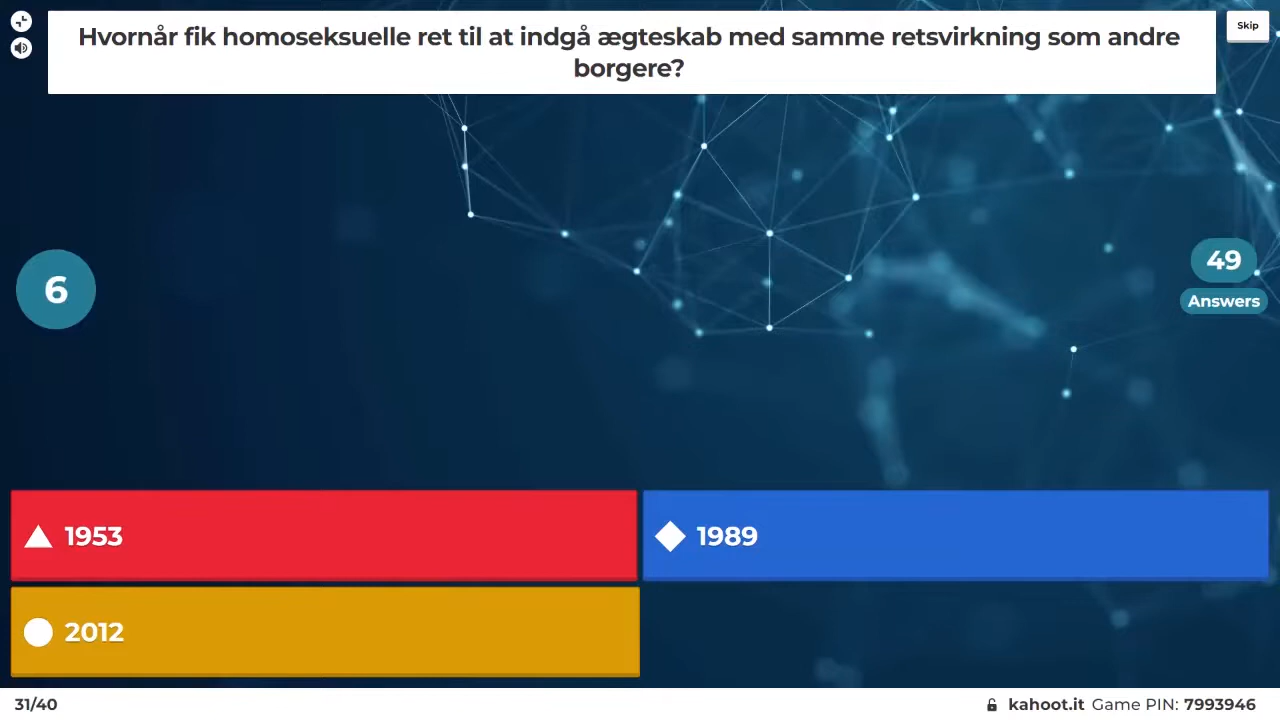 Hvornår fik homoseksuelle ret til at indgå ægteskab med samme retsvirkning som andre
borgere?
Skip
6
49
Answers
1953
1989
2012
31/40
kahoot.it Game PIN: 7993946